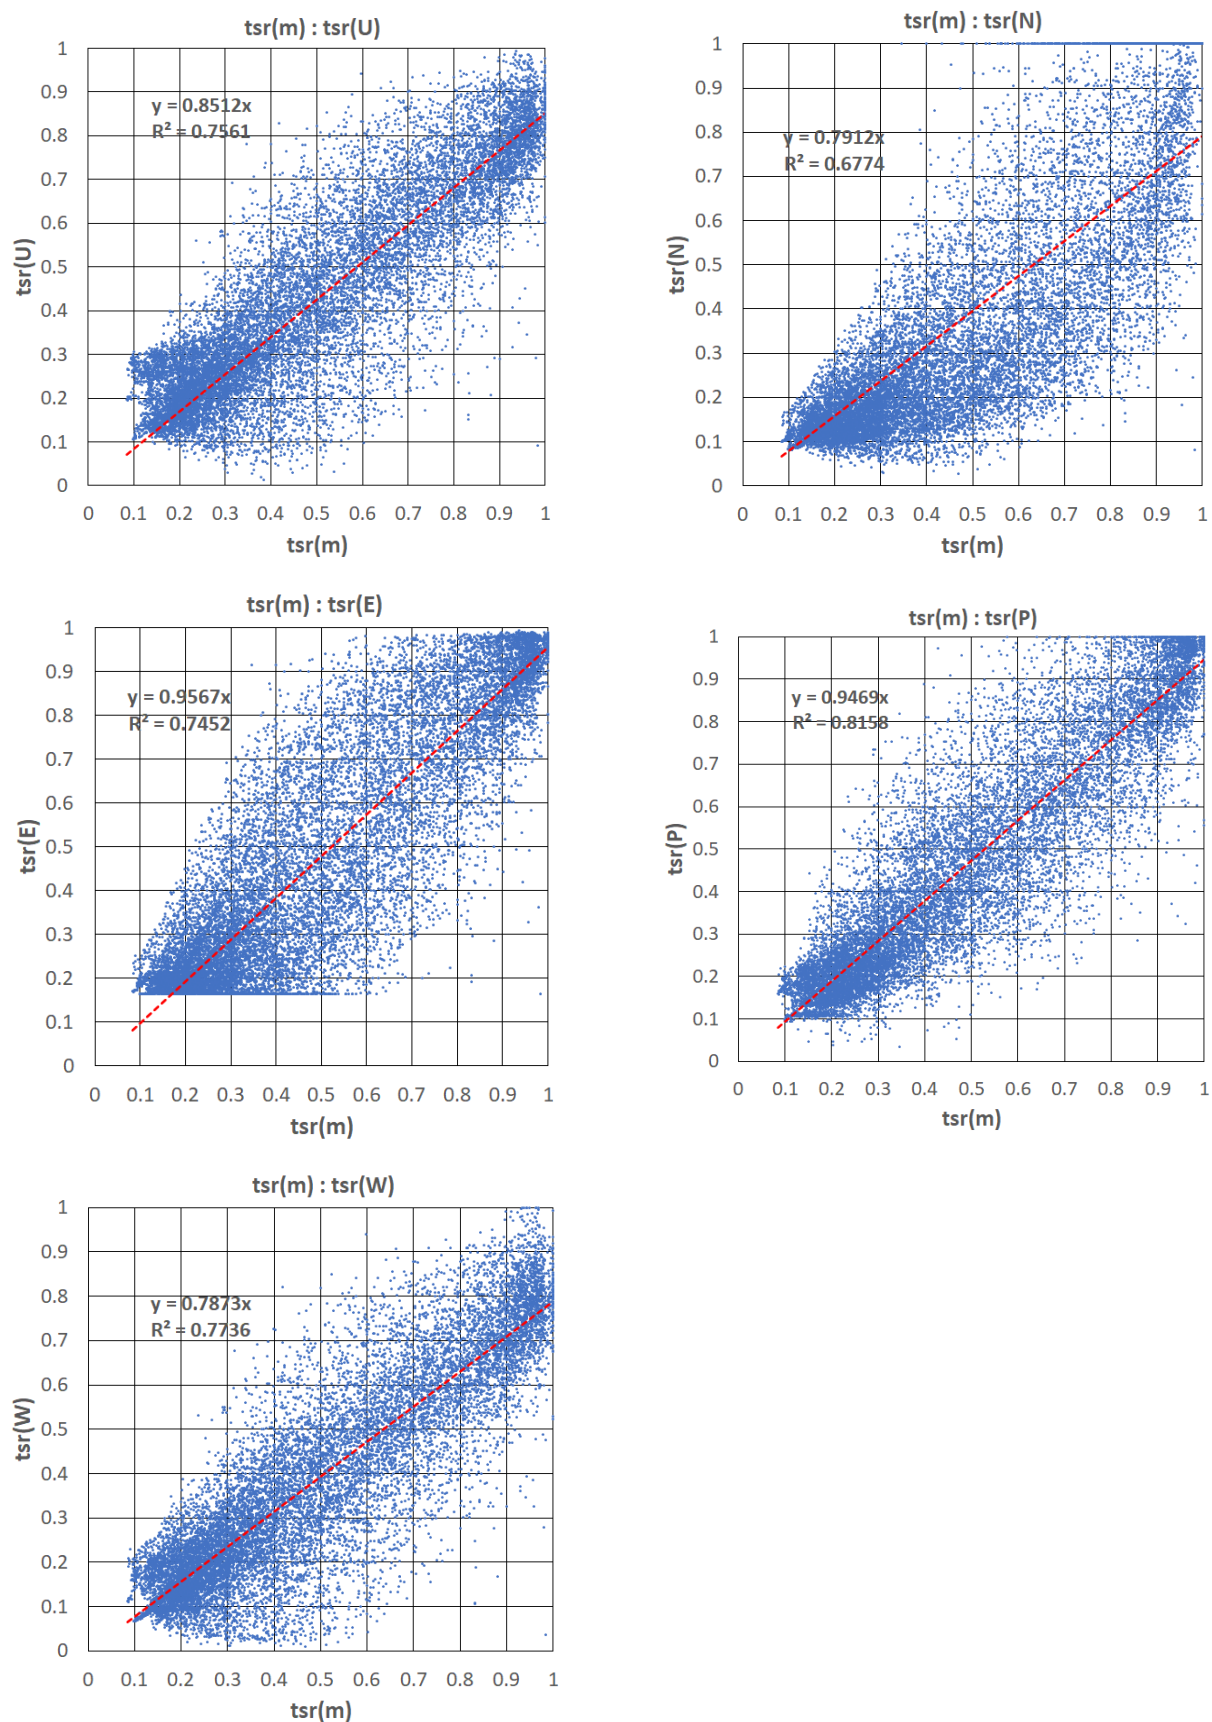 tsr(m) : tsr(U)
1
0.9
0.8
0.7
0.6
0.5
0.4
0.3
0.2
0.1
0
y = 0.8512x
R² = 0.7561
tsr(U)
0 0.1 0.2 0.3 0.4 0.5 0.6 0.7 0.8 0.9 1
tsr(m)
tsr(m) : tsr(N)
1
0.9
0.8
0.7
0.6
0.5
0.4
0.3
0.2
0.1
0
y = 0.7912x
R² = 0.6774
tsr(N)
0 0.1 0.2 0.3 0.4 0.5 0.6 0.7 0.8 0.9 1
tsr(m)
tsr(m) : tsr(E)
1
0.9
0.8
0.7
0.6
0.5
0.4
0.3
0.2
0.1
0
y = 0.9567x
R² = 0.7452
tsr(E)
0 0.1 0.2 0.3 0.4 0.5 0.6 0.7 0.8 0.9 1
tsr(m)
tsr(m) : tsr(P)
1
0.9
0.8
0.7
0.6
0.5
0.4
0.3
0.2
0.1
0
y = 0.9469x
R² = 0.8158
tsr(P)
0 0.1 0.2 0.3 0.4 0.5 0.6 0.7 0.8 0.9 1
tsr(m)
tsr(m) : tsr(W)
1
0.9
0.8
0.7
0.6
0.5
0.4
0.3
0.2
0.1
0
y = 0.7873x
R² = 0.7736
tsr(W)
0 0.1 0.2 0.3 0.4 0.5 0.6 0.7 0.8 0.9 1
tsr(m)